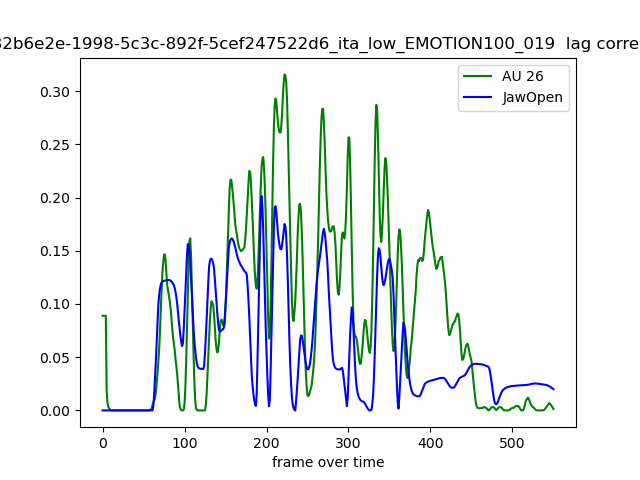 32b6e2e-1998-5c3c-892f-5cef247522d6_ita_low_EMOTION100_019 lag corre
AU 26
JawOpen
0.30
0.25
0.20
0.15
0.10
0.05
0.00
0 100 200 300 400 500
frame over time